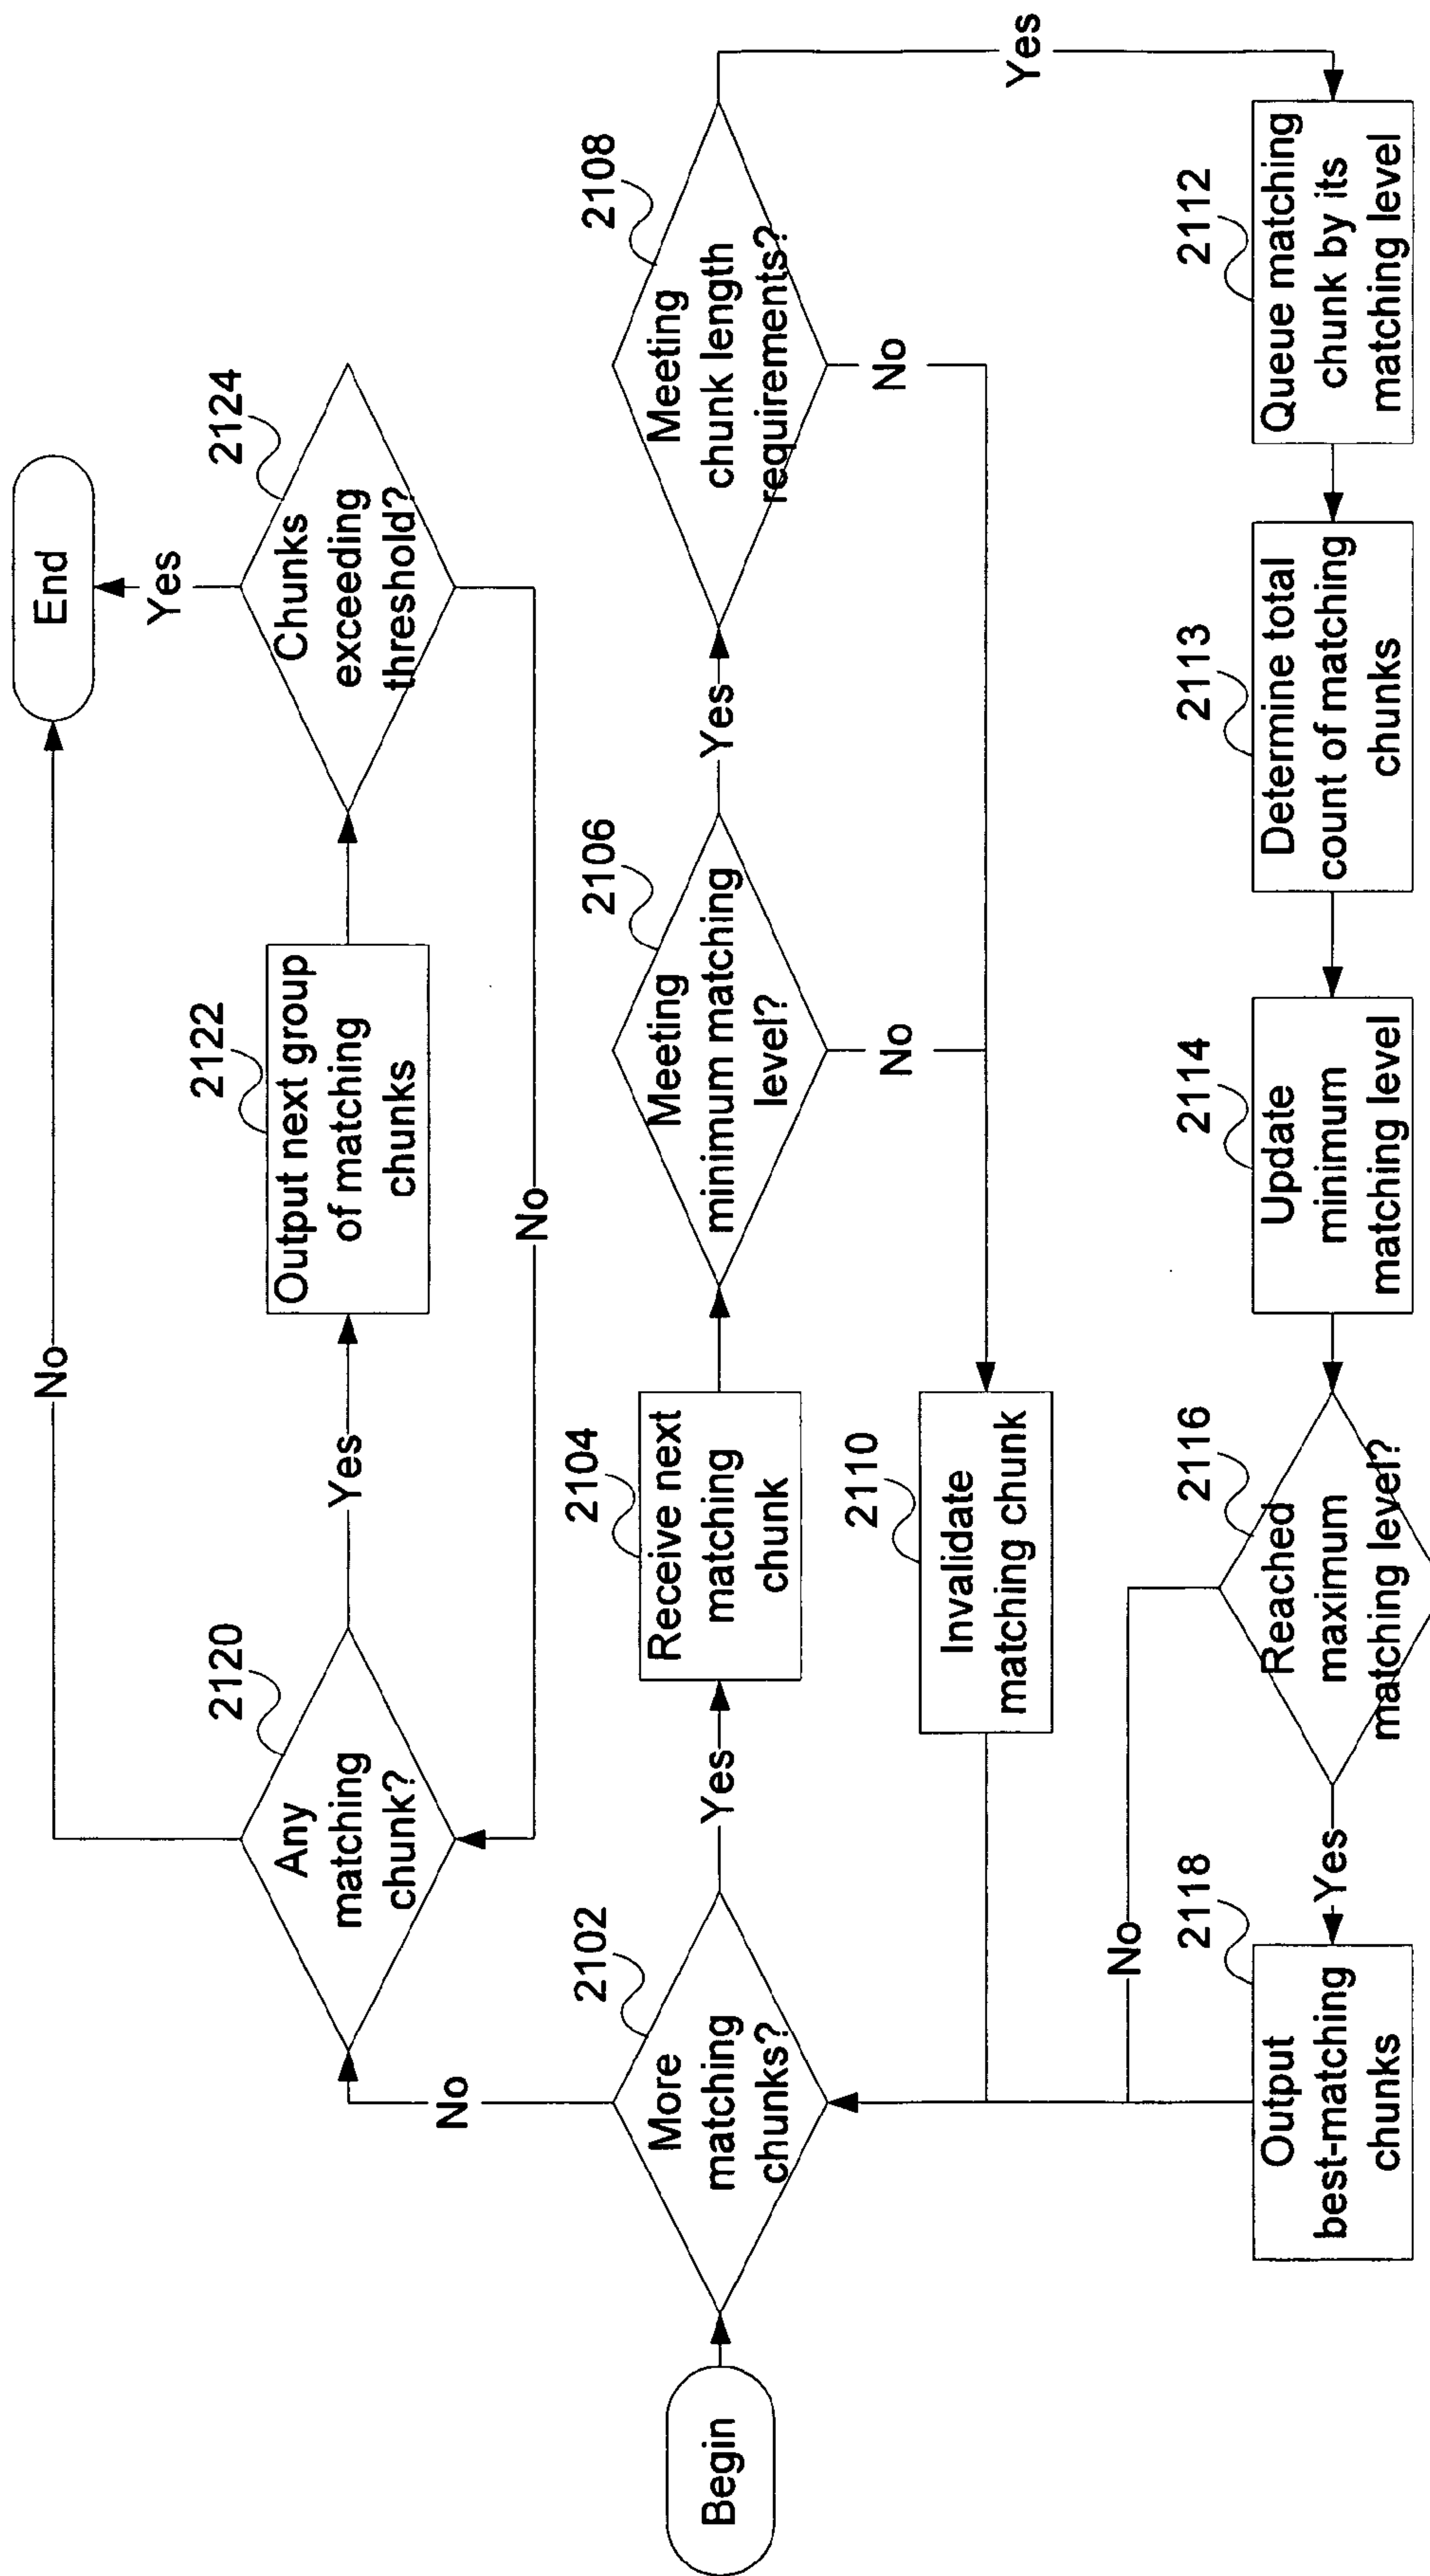 No
End
2120
Any
matching
chunk?
Yes
2122
Output next group
of matching
chunks
2124
Chunks
exceeding
threshold?
Yes
No
No
Begin
2102
More
matching
chunks?
Yes
2104
Receive next
matching
chunk
2106
Meeting
minimum matching
level?
Yes
2108
Meeting
chunk length
requirements?
No
No
Yes
2110
Invalidate
matching chunk
No
2118
Output
best-matching
chunks
Yes
2116
Reached
maximum
matching level?
2114
Update
minimum
matching level
2113
Determine total
count of matching
chunks
2112
Queue matching
chunk by its
matching level